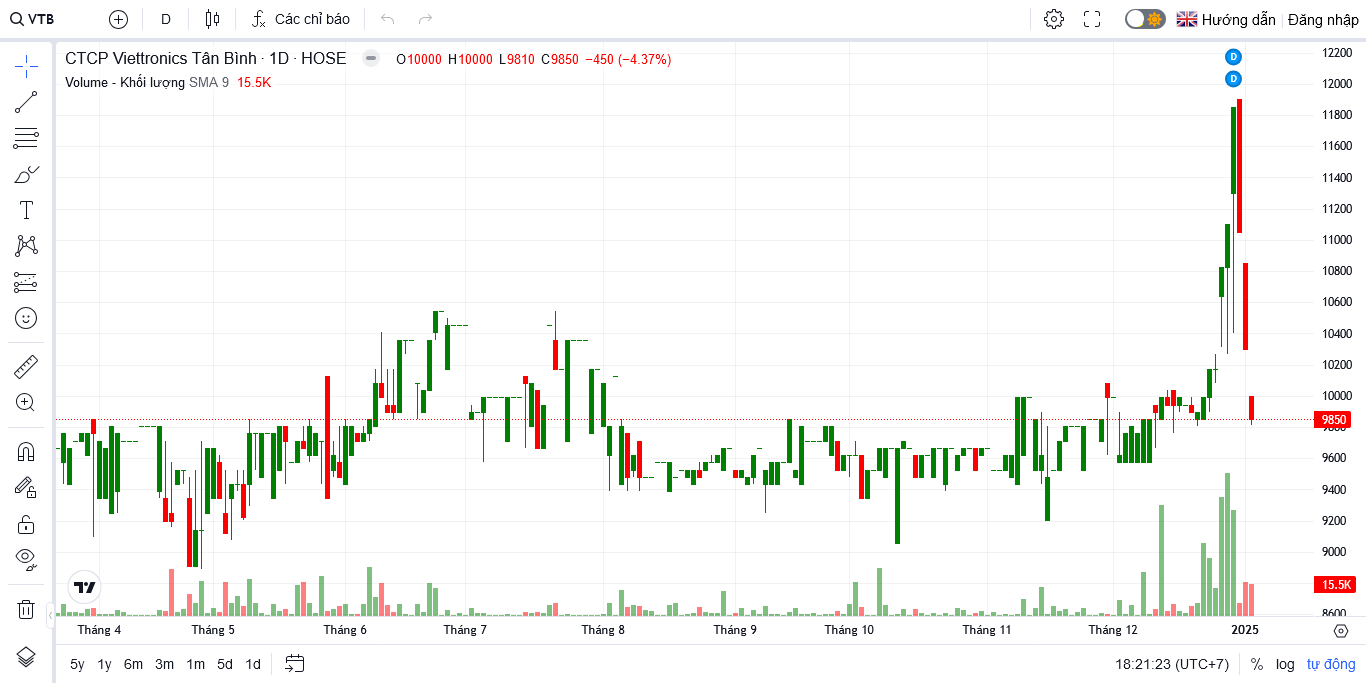 VTB D Các chỉ báo Hướng dẫn Đăng nhập
CTCP Viettronics Tân Bình · 1D · HOSE O10000 H10000 L9810 C9850 −450 (−4.37%)
Volume - Khối lượng SMA 9 15.5K
D
D
12200
12000
11800
11600
11400
11200
11000
10800
10600
10400
10200
10000
9850
9800
9600
9400
9200
9000
15.5K
8600
Tháng 4 Tháng 5 Tháng 6 Tháng 7 Tháng 8 Tháng 9 Tháng 10 Tháng 11 Tháng 12 2025
5y 1y 6m 3m 1m 5d 1d 18:21:23 (UTC+7) % log tự động